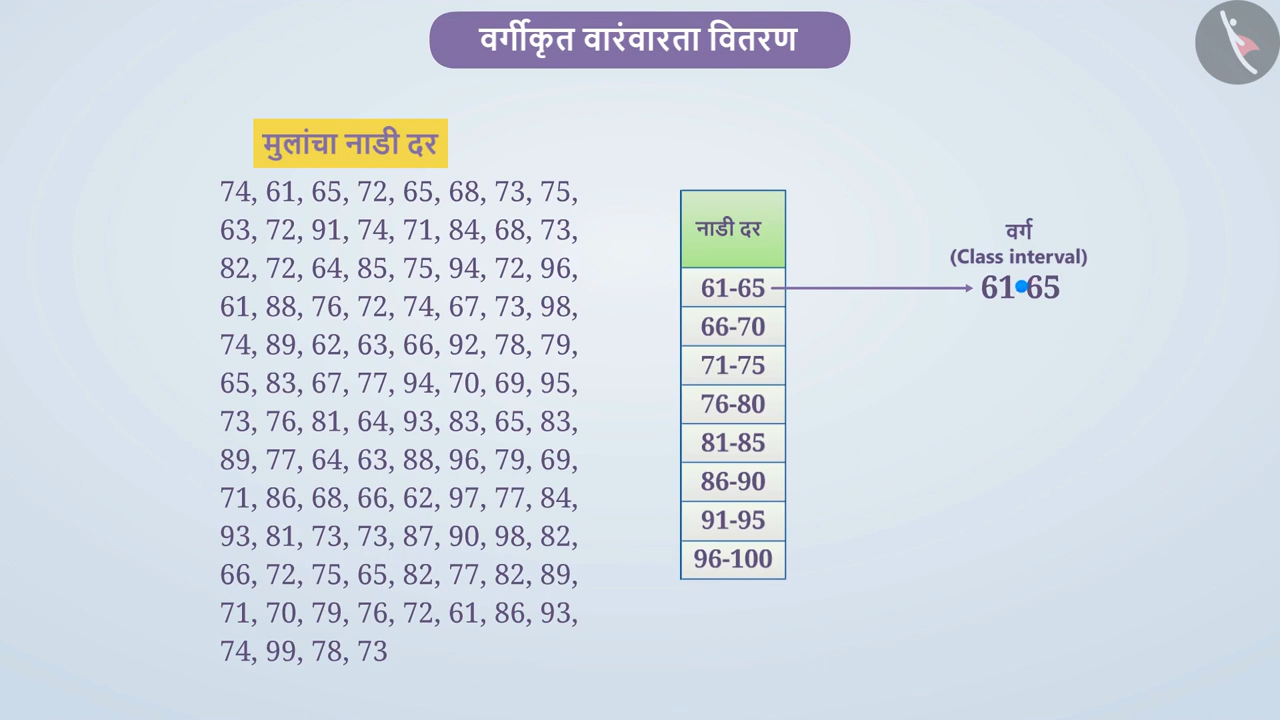 वर्गीकृत वारंवारता वितरण
मुलांचा नाडी दर
74, 61, 65, 72, 65, 68, 73, 75,
63, 72, 91, 74, 71, 84, 68, 73,
82, 72, 64, 85, 75, 94, 72, 96,
61, 88, 76, 72, 74, 67, 73, 98,
74, 89, 62, 63, 66, 92, 78, 79,
65, 83, 67, 77, 94, 70, 69, 95,
73, 76, 81, 64, 93, 83, 65, 83,
89, 77, 64, 63, 88, 96, 79, 69,
71, 86, 68, 66, 62, 97, 77, 84,
93, 81, 73, 73, 87, 90, 98, 82,
66, 72, 75, 65, 82, 77, 82, 89,
71, 70, 79, 76, 72, 61, 86, 93,
74, 99, 78, 73
नाडी दर
61-65
66-70
71-75
76-80
81-85
86-90
91-95
96-100
वर्ग
(Class interval)
61-65